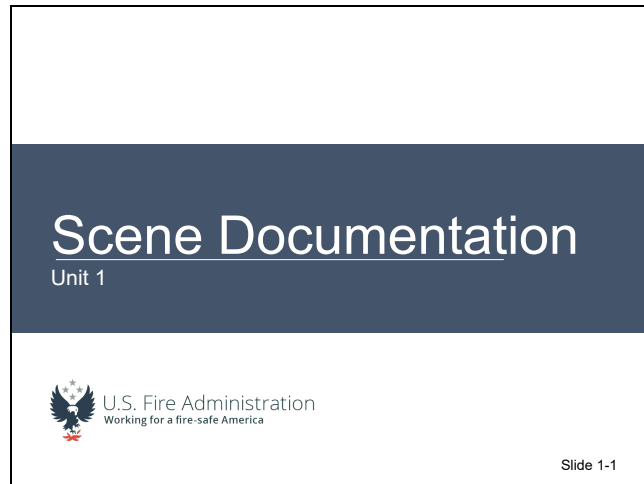 Scene Documentation
Unit 1
U.S. Fire Administration
Working for a fire-safe America
Slide 1-1